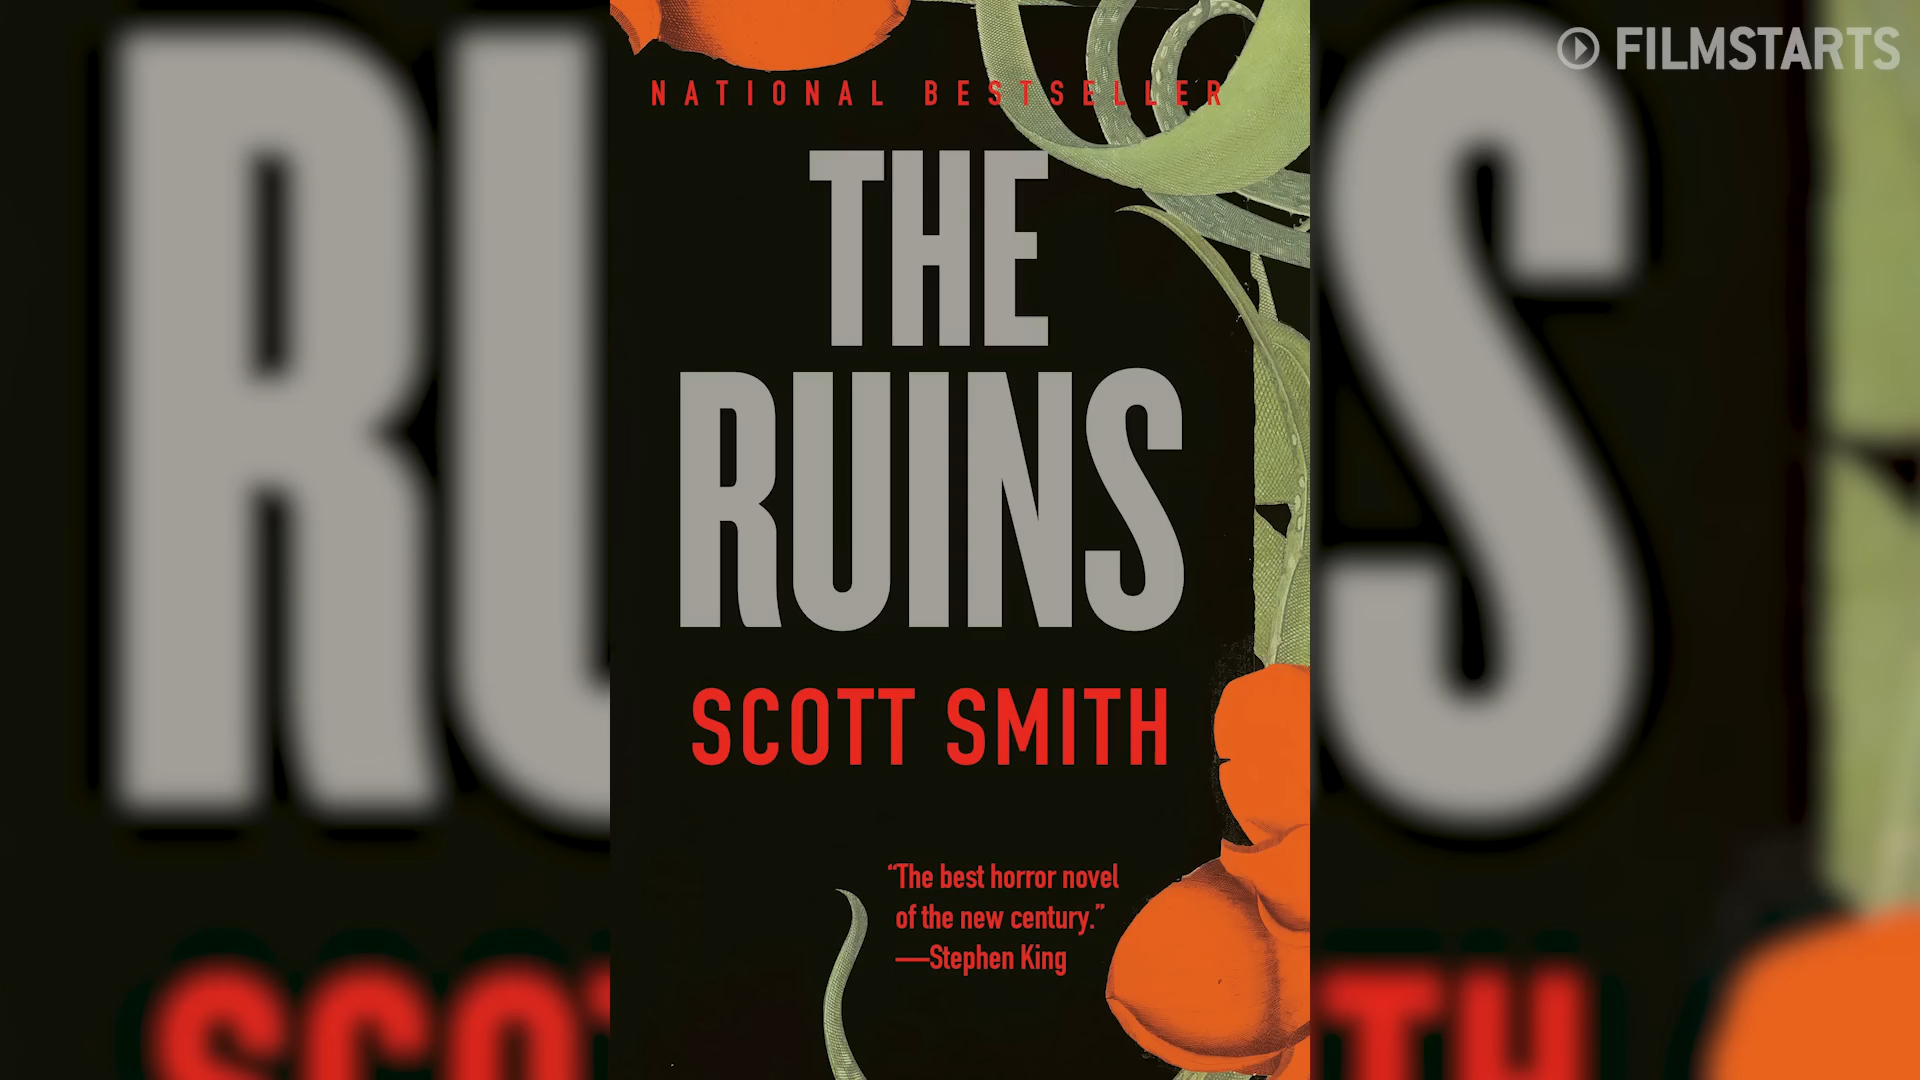 FILMSTARTS
NATIONAL BESTSELLER
THE
RUINS
SCOTT SMITH
“The best horror novel
of the new century.”
—Stephen King